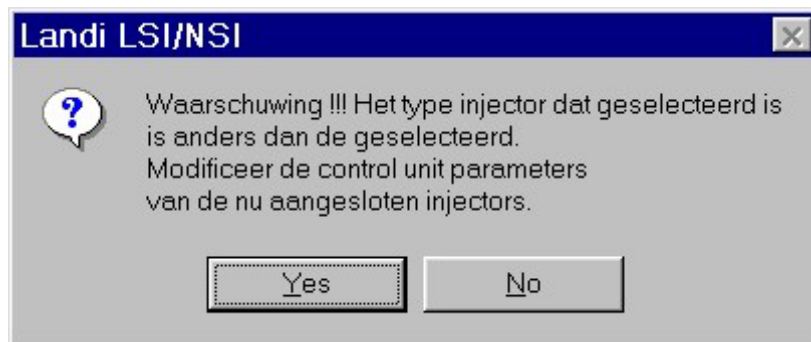 Landi LSI/NSI
Waarschuwing !!! Het type injector dat geselecteerd is
is anders dan de geselecteerd.
Modificeer de control unit parameters
van de nu aangesloten injectors.
Yes
No